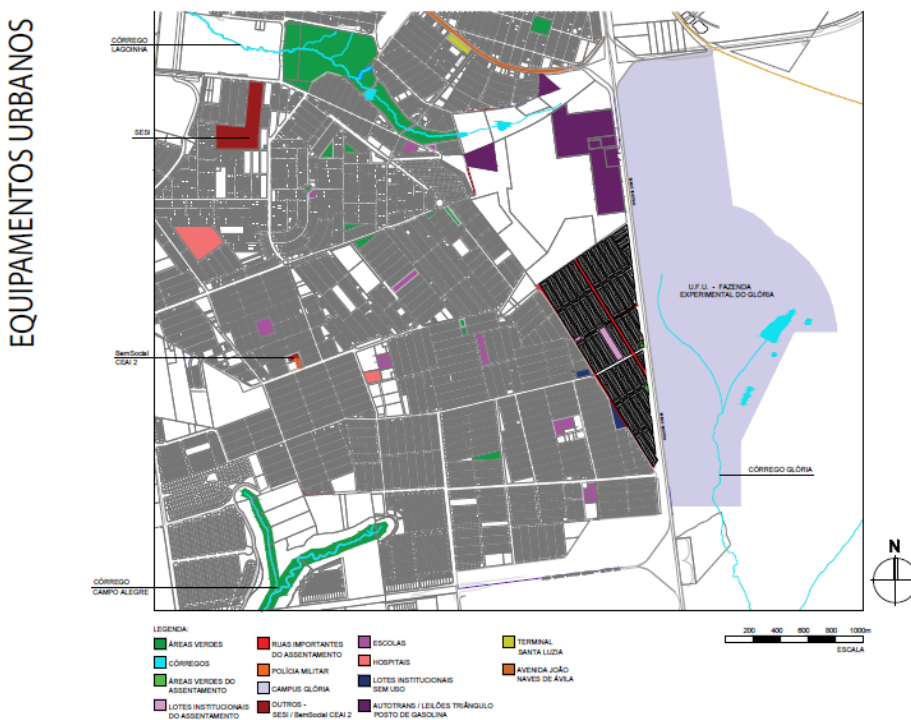 EQUIPAMENTOS URBANOS
CÓRREGO
LAGOINHA
SESI
U.F.U. - FAZENDA
EXPERIMENTAL DO GLÓRIA
BemSocial
CEAI 2
CÓRREGO GLÓRIA
CÓRREGO
CAMPO ALEGRE
N
LEGENDA:
ÁREAS VERDES
CÓRREGOS
ÁREAS VERDES DO
ASSENTAMENTO
LOTES INSTITUCIONAIS
DO ASSENTAMENTO
RUAS IMPORTANTES
DO ASSENTAMENTO
POLÍCIA MILITAR
CAMPUS GLÓRIA
OUTROS -
SESI / BemSocial CEAI 2
ESCOLAS
HOSPITAIS
LOTES INSTITUCIONAIS
SEM USO
AUTOTRANS / LEILÕES TRIÂNGULO
POSTO DE GASOLINA
TERMINAL
SANTA LUZIA
AVENIDA JOÃO
NAVES DE ÁVILA
200 400 600 800 1000m
ESCALA